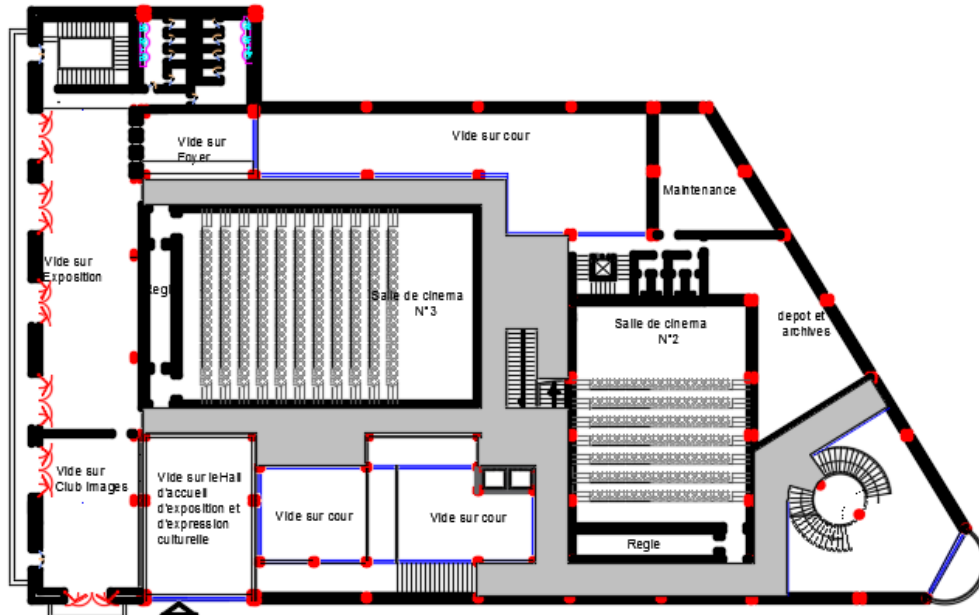 Vide sur
Foyer
Vide sur cour
Maintenance
Vide sur
Exposition
Regle
Salle de cinema
N°3
Salle de cinema
N°2
depot et
archives
Vide sur
Club Images
Vide sur le Hall
d'accueil
d'exposition et
d'expression
culturelle
Vide sur cour
Vide sur cour
Regle